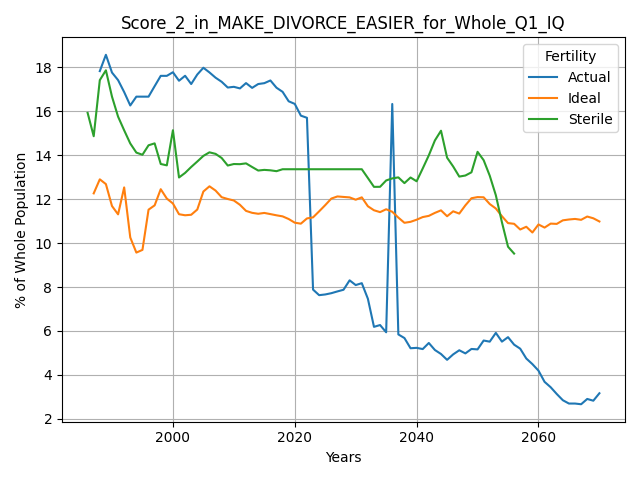 Score_2_in_MAKE_DIVORCE_EASIER_for_Whole_Q1_IQ
Fertility
Actual
Ideal
Sterile
% of Whole Population
18
16
14
12
10
8
6
4
2
2000 2020 2040 2060
Years